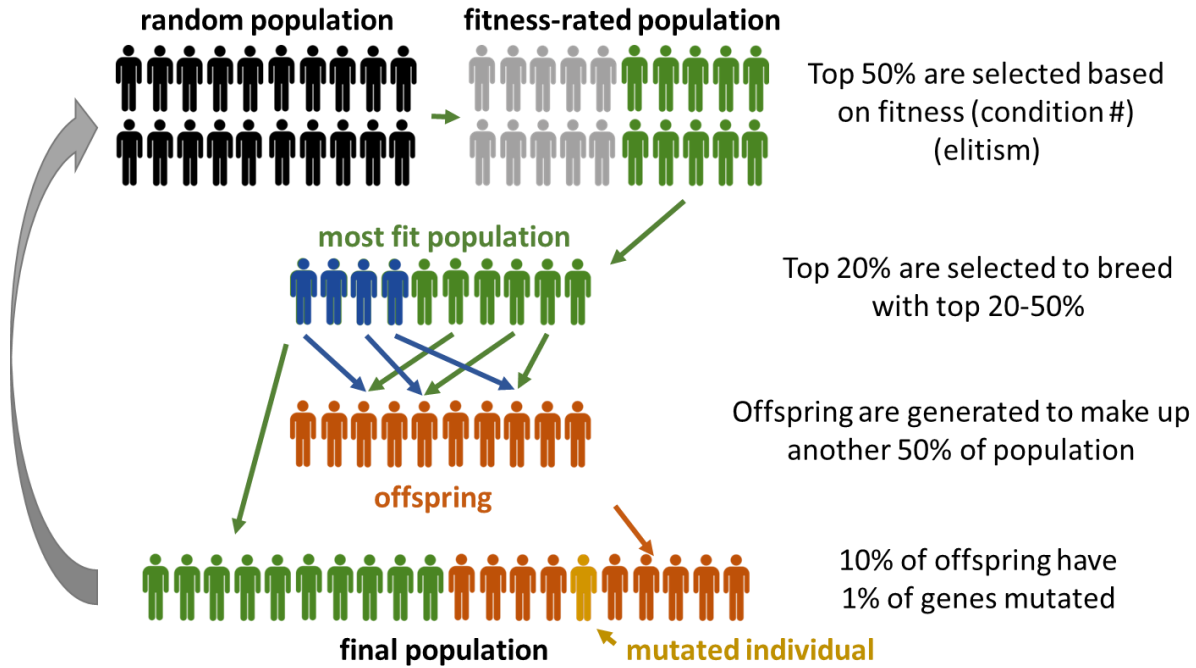 random population
fitness-rated population
Top 50% are selected based
on fitness (condition #)
(elitism)
most fit population
Top 20% are selected to breed
with top 20-50%
Offspring are generated to make up
another 50% of population
offspring
10% of offspring have
1% of genes mutated
final population
mutated individual